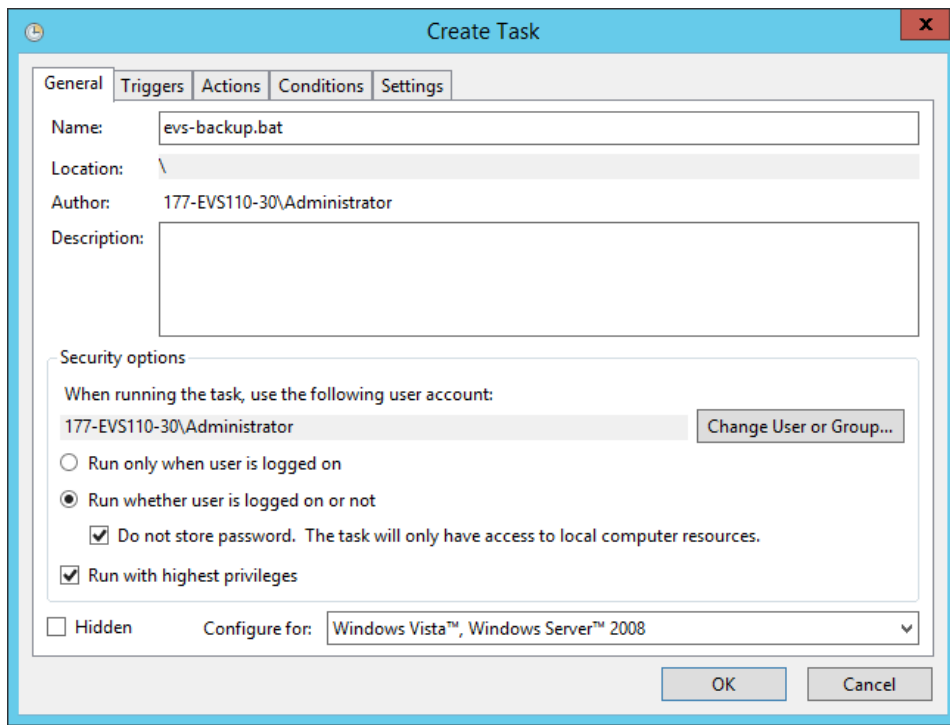 Create Task
x
General Triggers Actions Conditions Settings
Name: evs-backup.bat
Location: \
Author: 177-EVS110-30\Administrator
Description:
Security options
When running the task, use the following user account:
177-EVS110-30\Administrator Change User or Group...
Run only when user is logged on
Run whether user is logged on or not
Do not store password. The task will only have access to local computer resources.
Run with highest privileges
Hidden Configure for: Windows Vista™, Windows Server™ 2008
OK Cancel